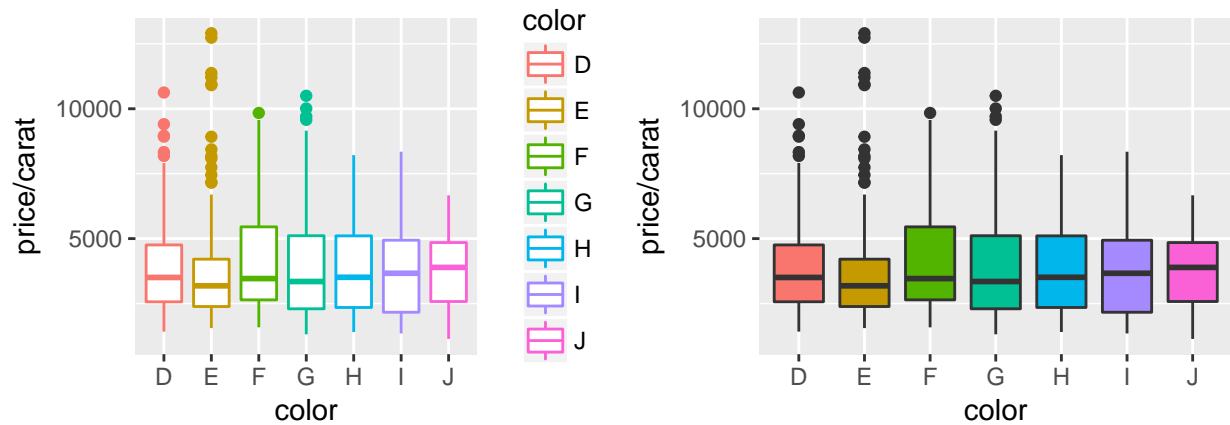 price/carat
10000
5000
D E F G H I J
color
color
D
E
F
G
H
I
J
price/carat
10000
5000
D E F G H I J
color